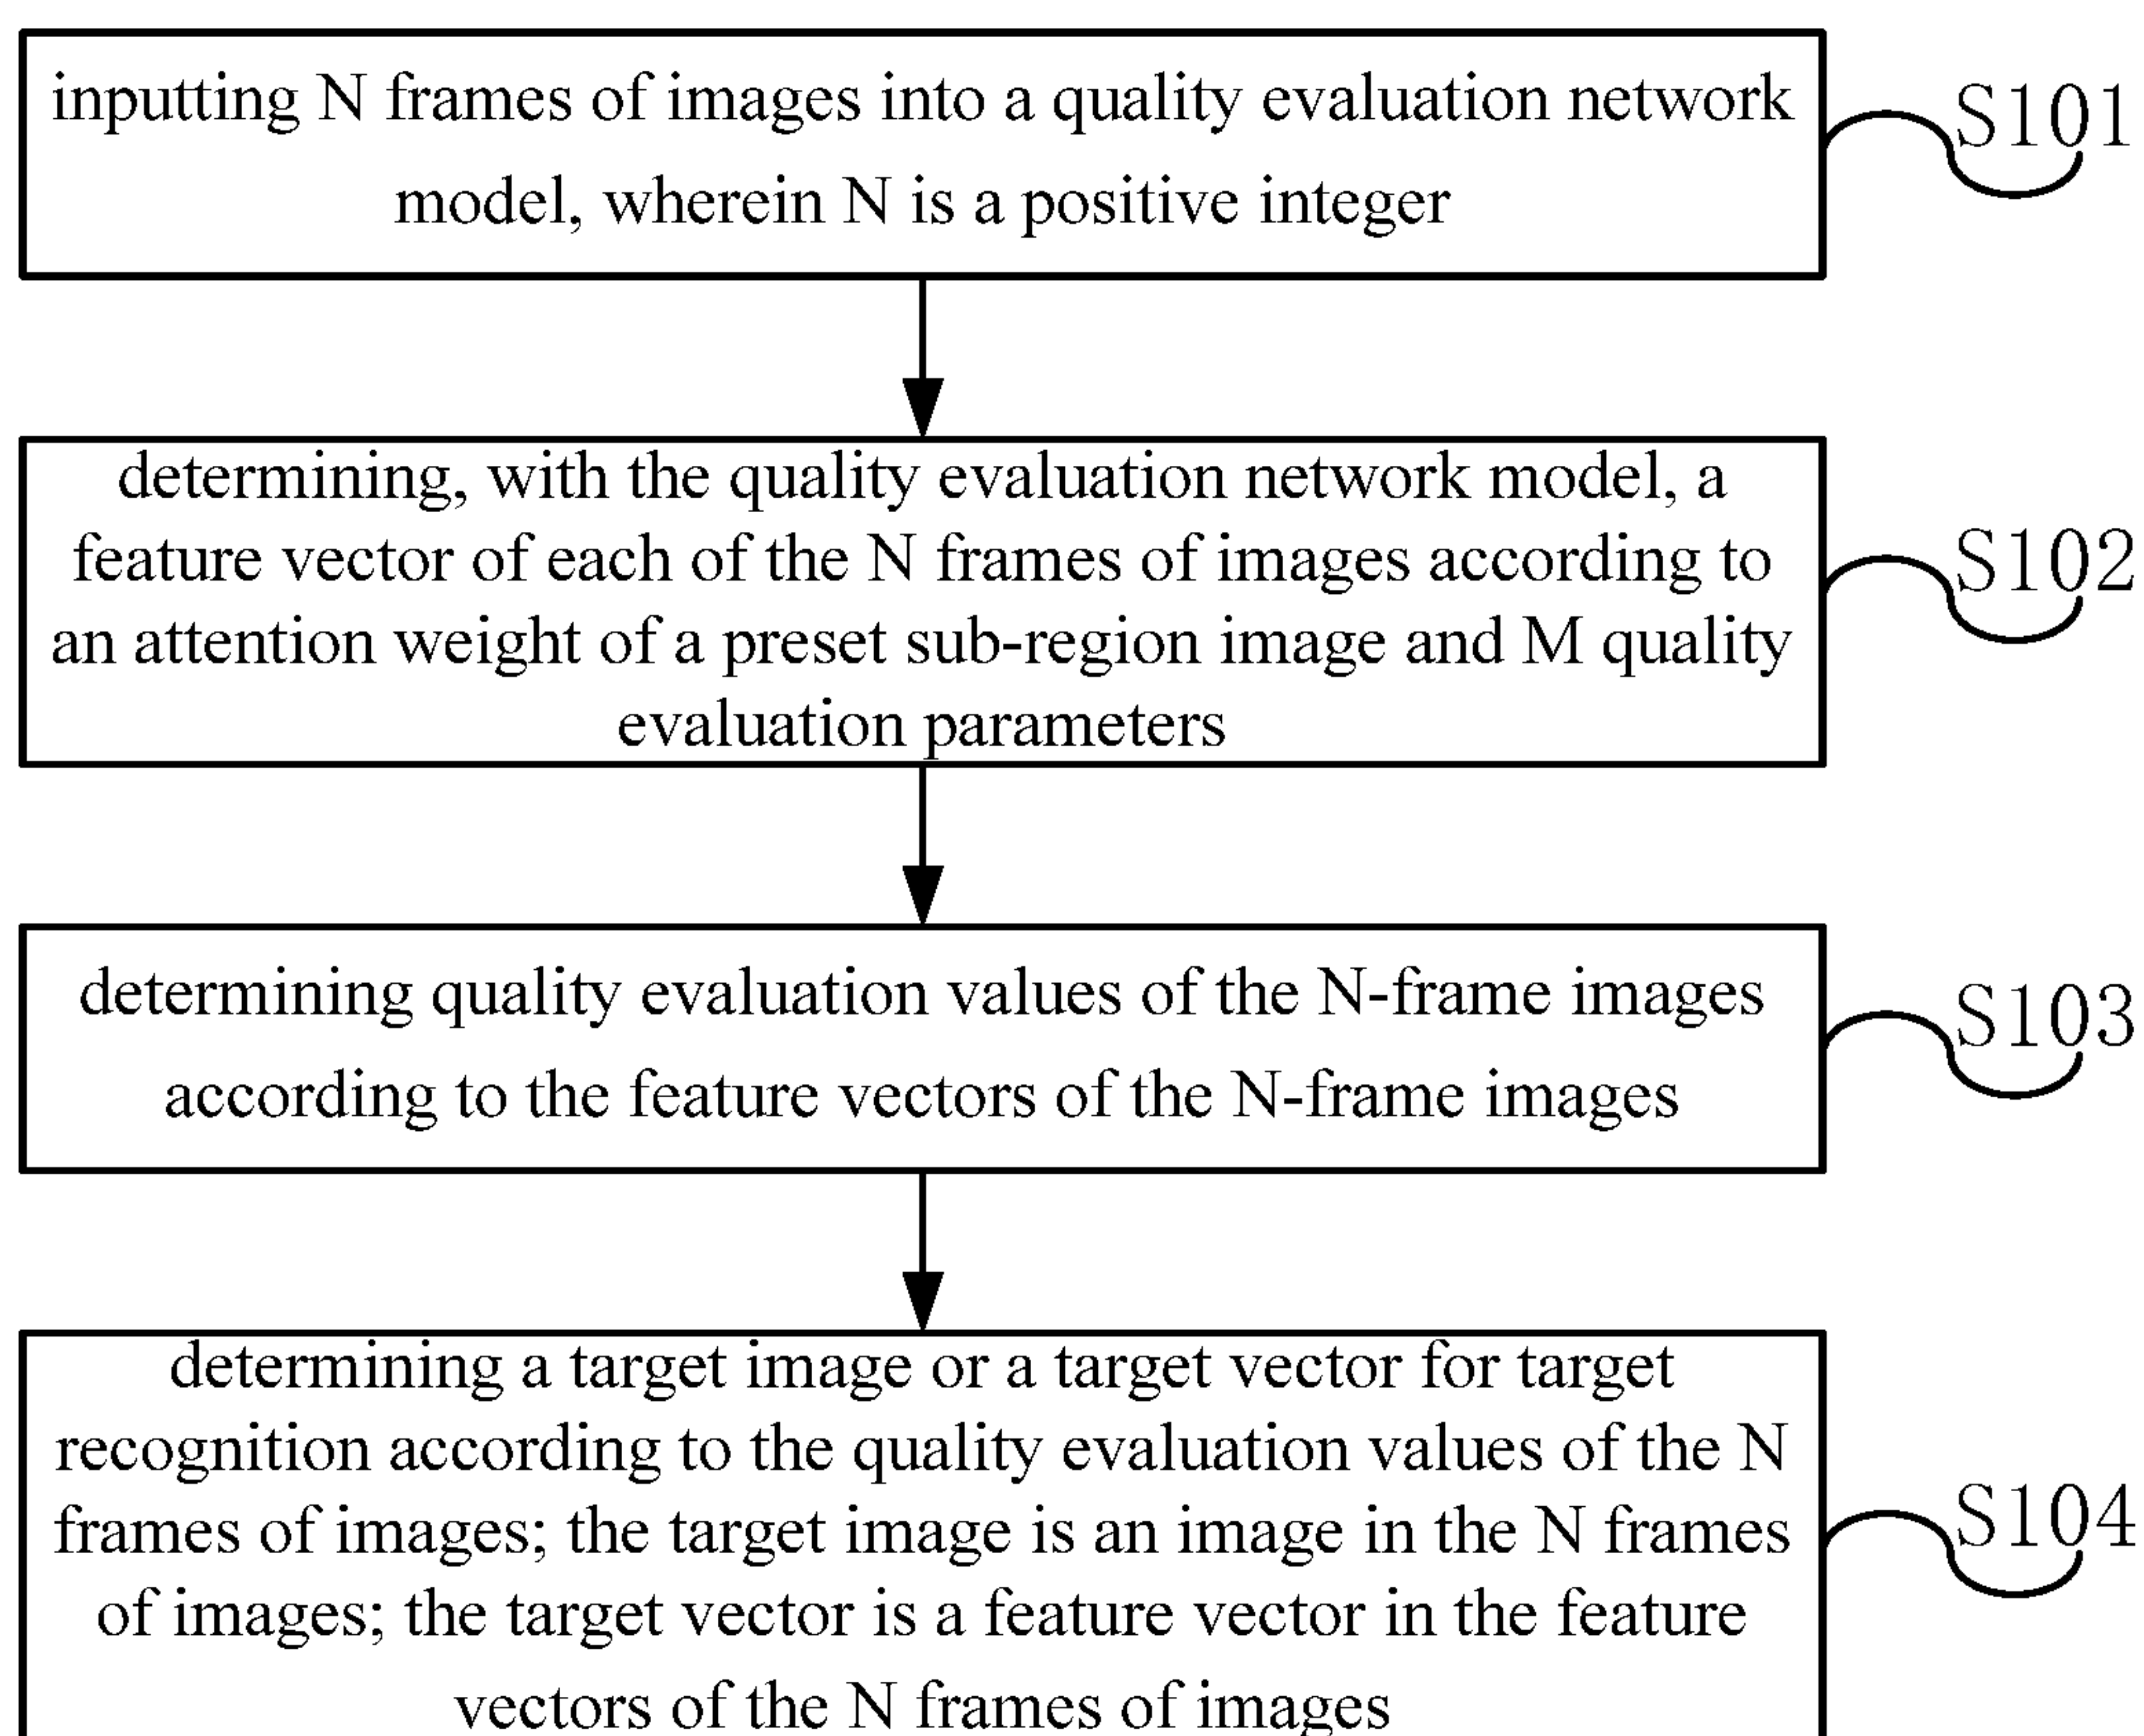 inputting N frames of images into a quality evaluation network
model, wherein N is a positive integer
S101
determining, with the quality evaluation network model, a
feature vector of each of the N frames of images according to
an attention weight of a preset sub-region image and M quality
evaluation parameters
S102
determining quality evaluation values of the N-frame images
according to the feature vectors of the N-frame images
S103
determining a target image or a target vector for target
recognition according to the quality evaluation values of the N
frames of images; the target image is an image in the N frames
of images; the target vector is a feature vector in the feature
vectors of the N frames of images
S104